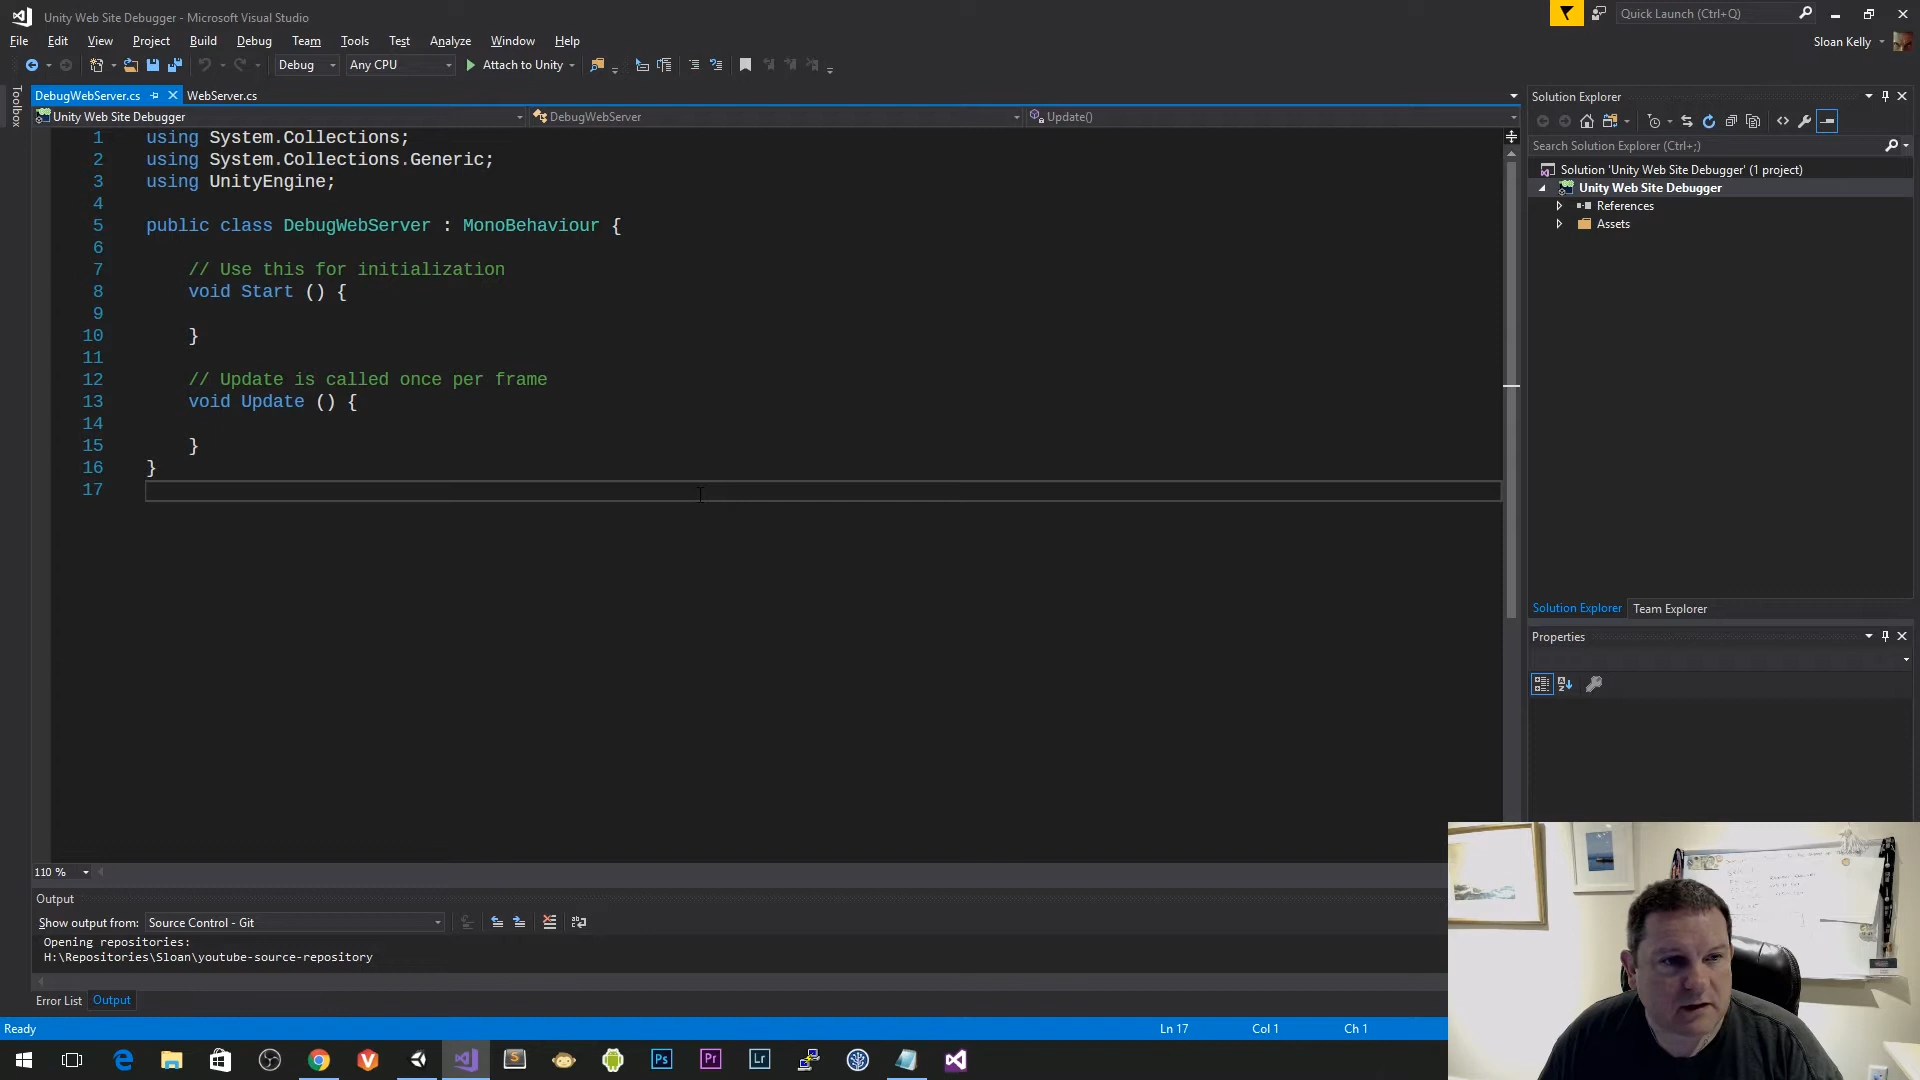 Unity Web Site Debugger - Microsoft Visual Studio
Quick Launch (Ctrl+Q)
File Edit View Project Build Debug Team Tools Test Analyze Window Help
Sloan Kelly
Debug Any CPU Attach to Unity
Toolbox
DebugWebServer.cs WebServer.cs
Unity Web Site Debugger DebugWebServer Update()
1 using System.Collections;
2 using System.Collections.Generic;
3 using UnityEngine;
4
5 public class DebugWebServer : MonoBehaviour {
6
7 // Use this for initialization
8 void Start () {
9
10 }
11
12 // Update is called once per frame
13 void Update () {
14
15 }
16 }
17
110 %
Output
Show output from: Source Control - Git
Opening repositories:
H:\Repositories\Sloan\youtube-source-repository
Error List Output
Ready Ln 17 Col 1 Ch 1
Solution Explorer
Search Solution Explorer (Ctrl+;)
Solution 'Unity Web Site Debugger' (1 project)
Unity Web Site Debugger
References
Assets
Solution Explorer Team Explorer
Properties
Ps Pr Lr